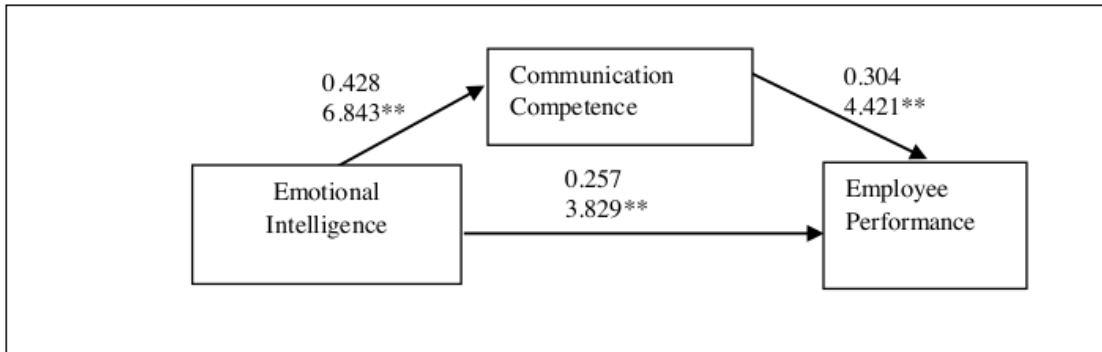 0.428
6.843**
Communication
Competence
0.304
4.421**
Emotional
Intelligence
0.257
3.829**
Employee
Performance